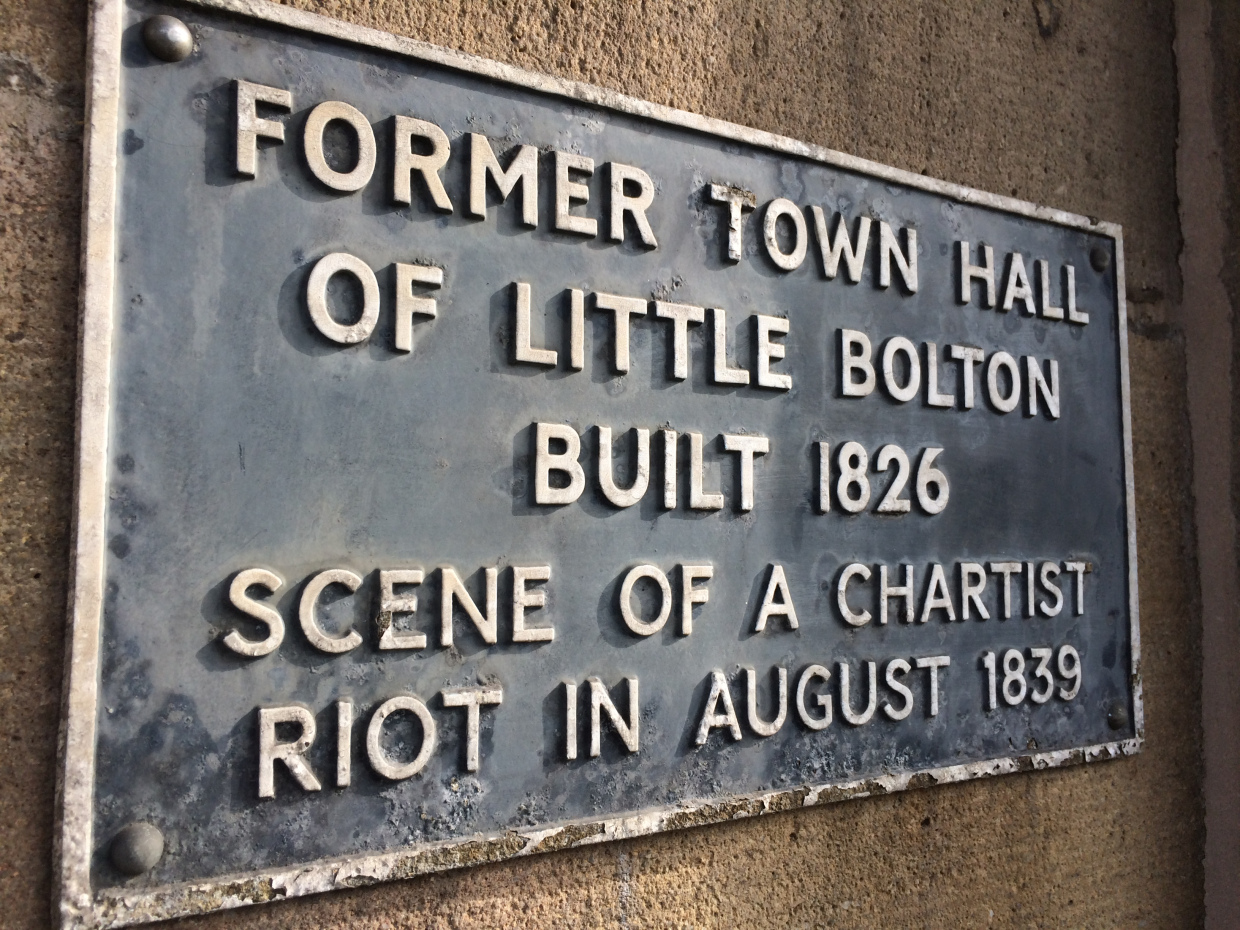 FORMER TOWN HALL
OF LITTLE BOLTON
BUILT 1826
SCENE OF A CHARTIST
RIOT IN AUGUST 1839